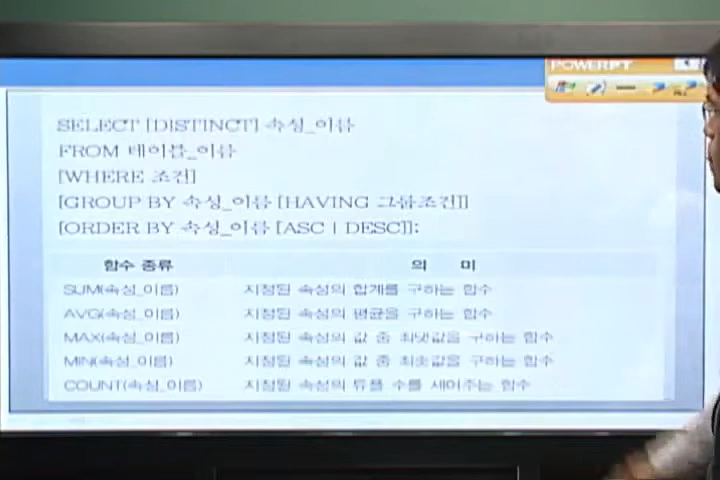 POWERPT
SELECT [DISTINCT] 속성_이름
FROM 테이블_이름
[WHERE 조건]
[GROUP BY 속성_이름 [HAVING 그룹조건]]
[ORDER BY 속성_이름 [ASC | DESC]];
함수 종류 의 미
SUM(속성_이름) 지정된 속성의 합계를 구하는 함수
AVG(속성_이름) 지정된 속성의 평균을 구하는 함수
MAX(속성_이름) 지정된 속성의 값 중 최댓값을 구하는 함수
MIN(속성_이름) 지정된 속성의 값 중 최솟값을 구하는 함수
COUNT(속성_이름) 지정된 속성의 튜플 수를 세어주는 함수